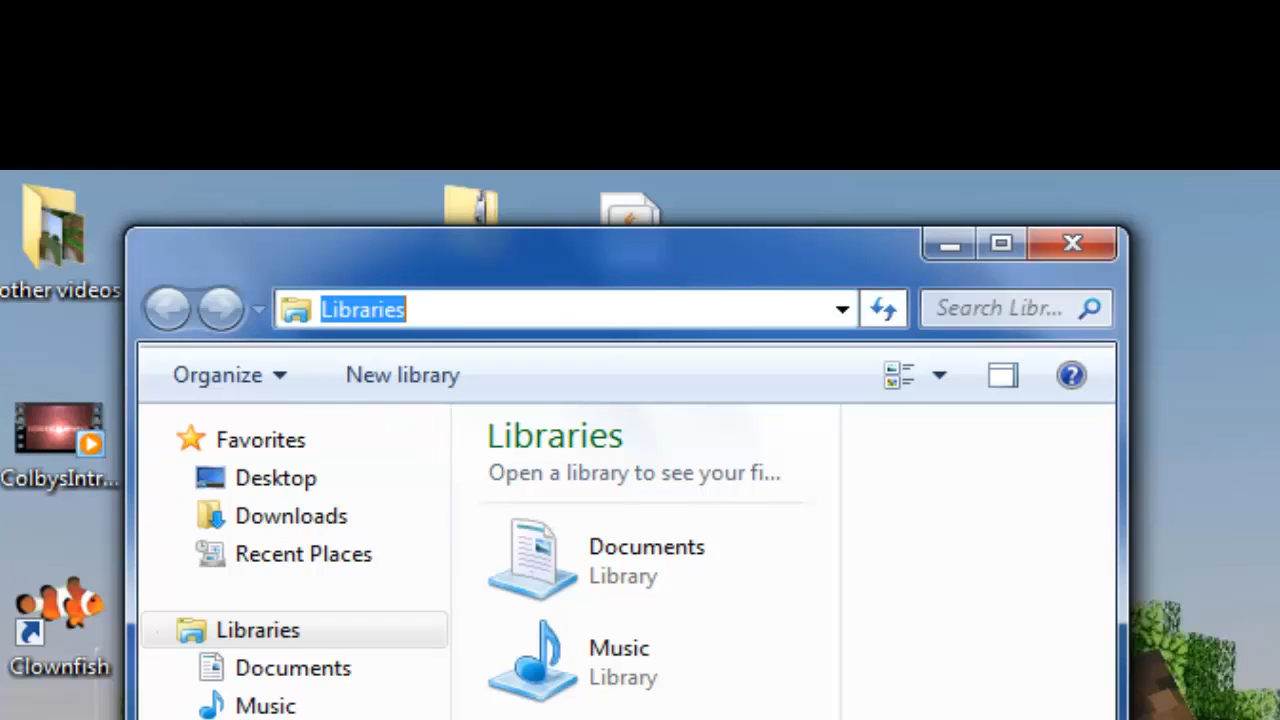 other videos
Libraries
Search Libr...
Organize
New library
Favorites
Libraries
Desktop
Open a library to see your fi...
ColbysIntr...
Downloads
Documents
Recent Places
Library
Libraries
Music
Clownfish
Documents
Library
Music